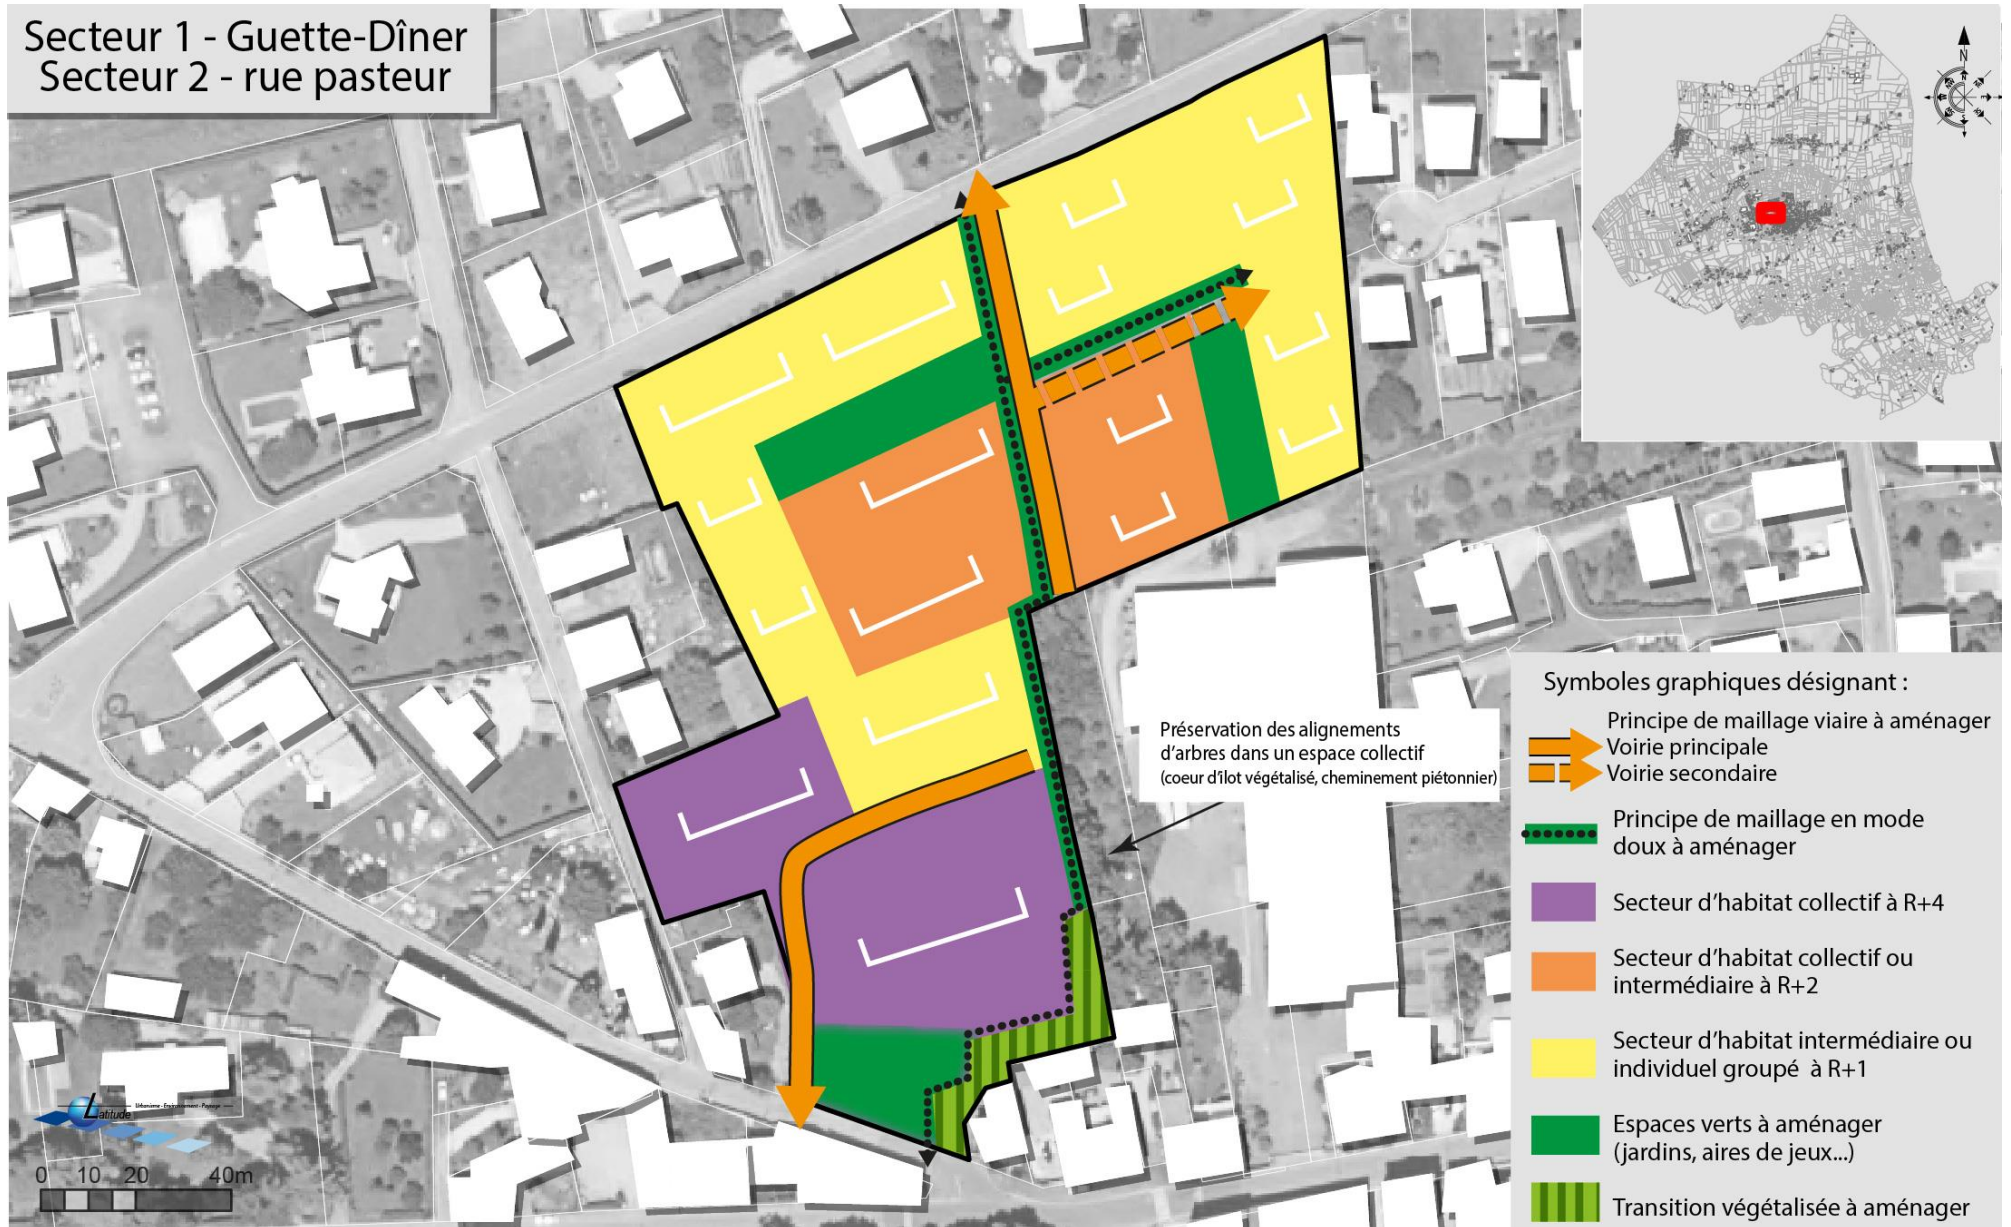 Secteur 1 - Guette-Dîner
Secteur 2 - rue pasteur
N
Préservation des alignements
d'arbres dans un espace collectif
(coeur d'îlot végétalisé, cheminement piétonnier)
Symboles graphiques désignant :
Principe de maillage viaire à aménager
Voirie principale
Voirie secondaire
Principe de maillage en mode
doux à aménager
Secteur d'habitat collectif à R+4
Secteur d'habitat collectif ou
intermédiaire à R+2
Secteur d'habitat intermédiaire ou
individuel groupé à R+1
Espaces verts à aménager
(jardins, aires de jeux...)
Transition végétalisée à aménager
Latitude
Urbanisme - Environnement - Paysage
0 10 20 40m